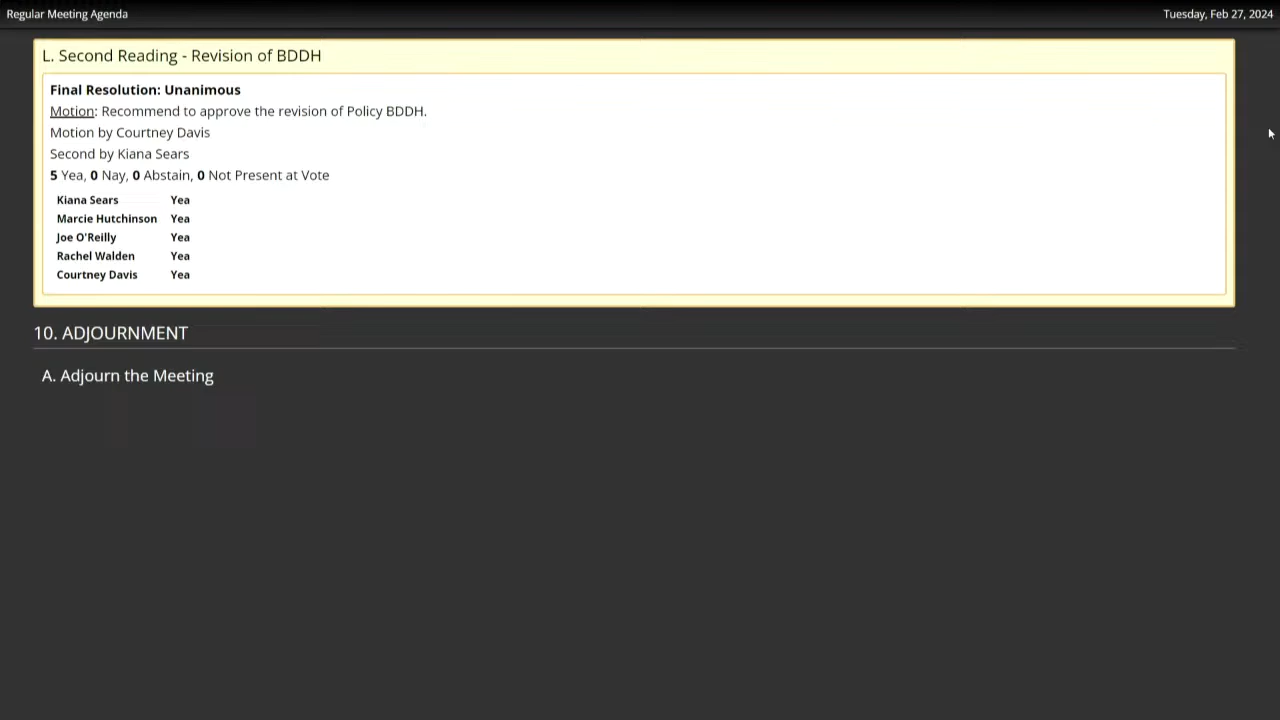 Regular Meeting Agenda
Tuesday, Feb 27, 2024
L. Second Reading - Revision of BDDH
Final Resolution: Unanimous
Motion: Recommend to approve the revision of Policy BDDH.
Motion by Courtney Davis
Second by Kiana Sears
5 Yea, 0 Nay, 0 Abstain, 0 Not Present at Vote
Kiana Sears Yea
Marcie Hutchinson Yea
Joe O'Reilly Yea
Rachel Walden Yea
Courtney Davis Yea
10. ADJOURNMENT
A. Adjourn the Meeting